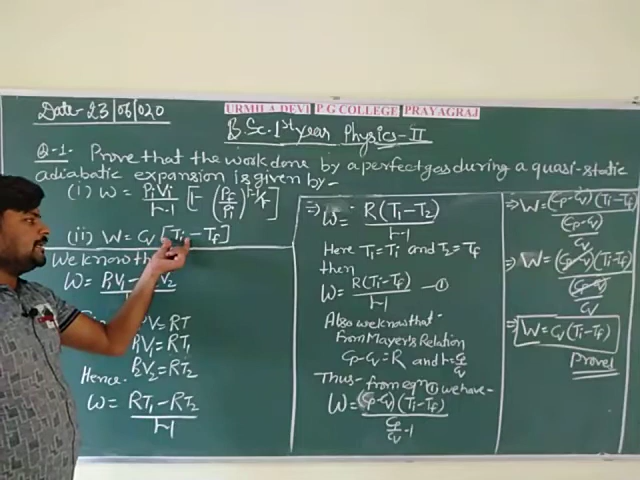 Date- 23/06/020
URMILA DEVI P G COLLEGE PRAYAGRAJ
B.Sc. 1st year Physics-II
Q-1. Prove that the work done by a perfect gas during a quasi-static
adiabatic expansion is given by-
(i) W = PiVi/γ-1 [1- (Pf/Pi)^1-1/γ]
(ii) W = Cv [Ti - Tf]
We know th
W = P1V1 - V2
PV = RT
V1 = RT1
P2V2 = RT2
Hence.
W = RT1 - RT2/γ-1
⇒ W = R(T1-T2)/γ-1
Here T1=Ti and T2=Tf
then
W = R(Ti-Tf)/γ-1 —①
Also we know that-
From Mayer's Relation
Cp-Cv=R and γ=Cp/Cv
Thus- from eqn ① we have-
W = (Cp-Cv)(Ti-Tf)/Cp/Cv -1
⇒ W = (Cp-Cv)(Ti-Tf)/(Cp-Cv)/Cv
⇒ W = (Cp-Cv)(Ti-Tf)/(Cp-Cv)/Cv
⇒ W = Cv(Ti-Tf)
Proved